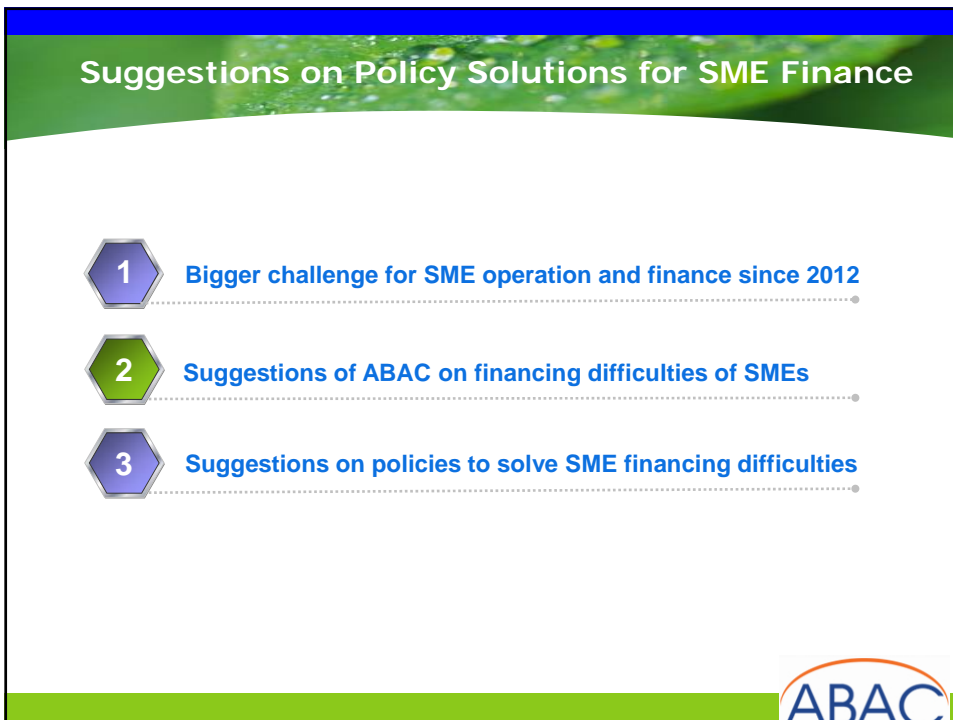 Suggestions on Policy Solutions for SME Finance
1
Bigger challenge for SME operation and finance since 2012
2
Suggestions of ABAC on financing difficulties of SMEs
3
Suggestions on policies to solve SME financing difficulties
ABAC